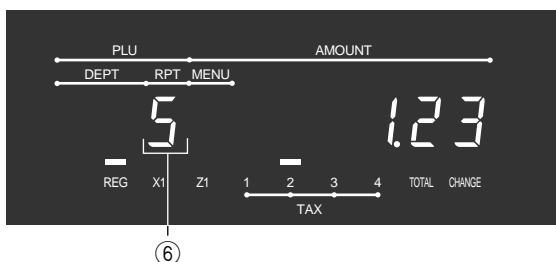 PLU AMOUNT
DEPT RPT MENU
5 1.23
REG X1 Z1 1 2 3 4 TOTAL CHANGE
TAX
⑥